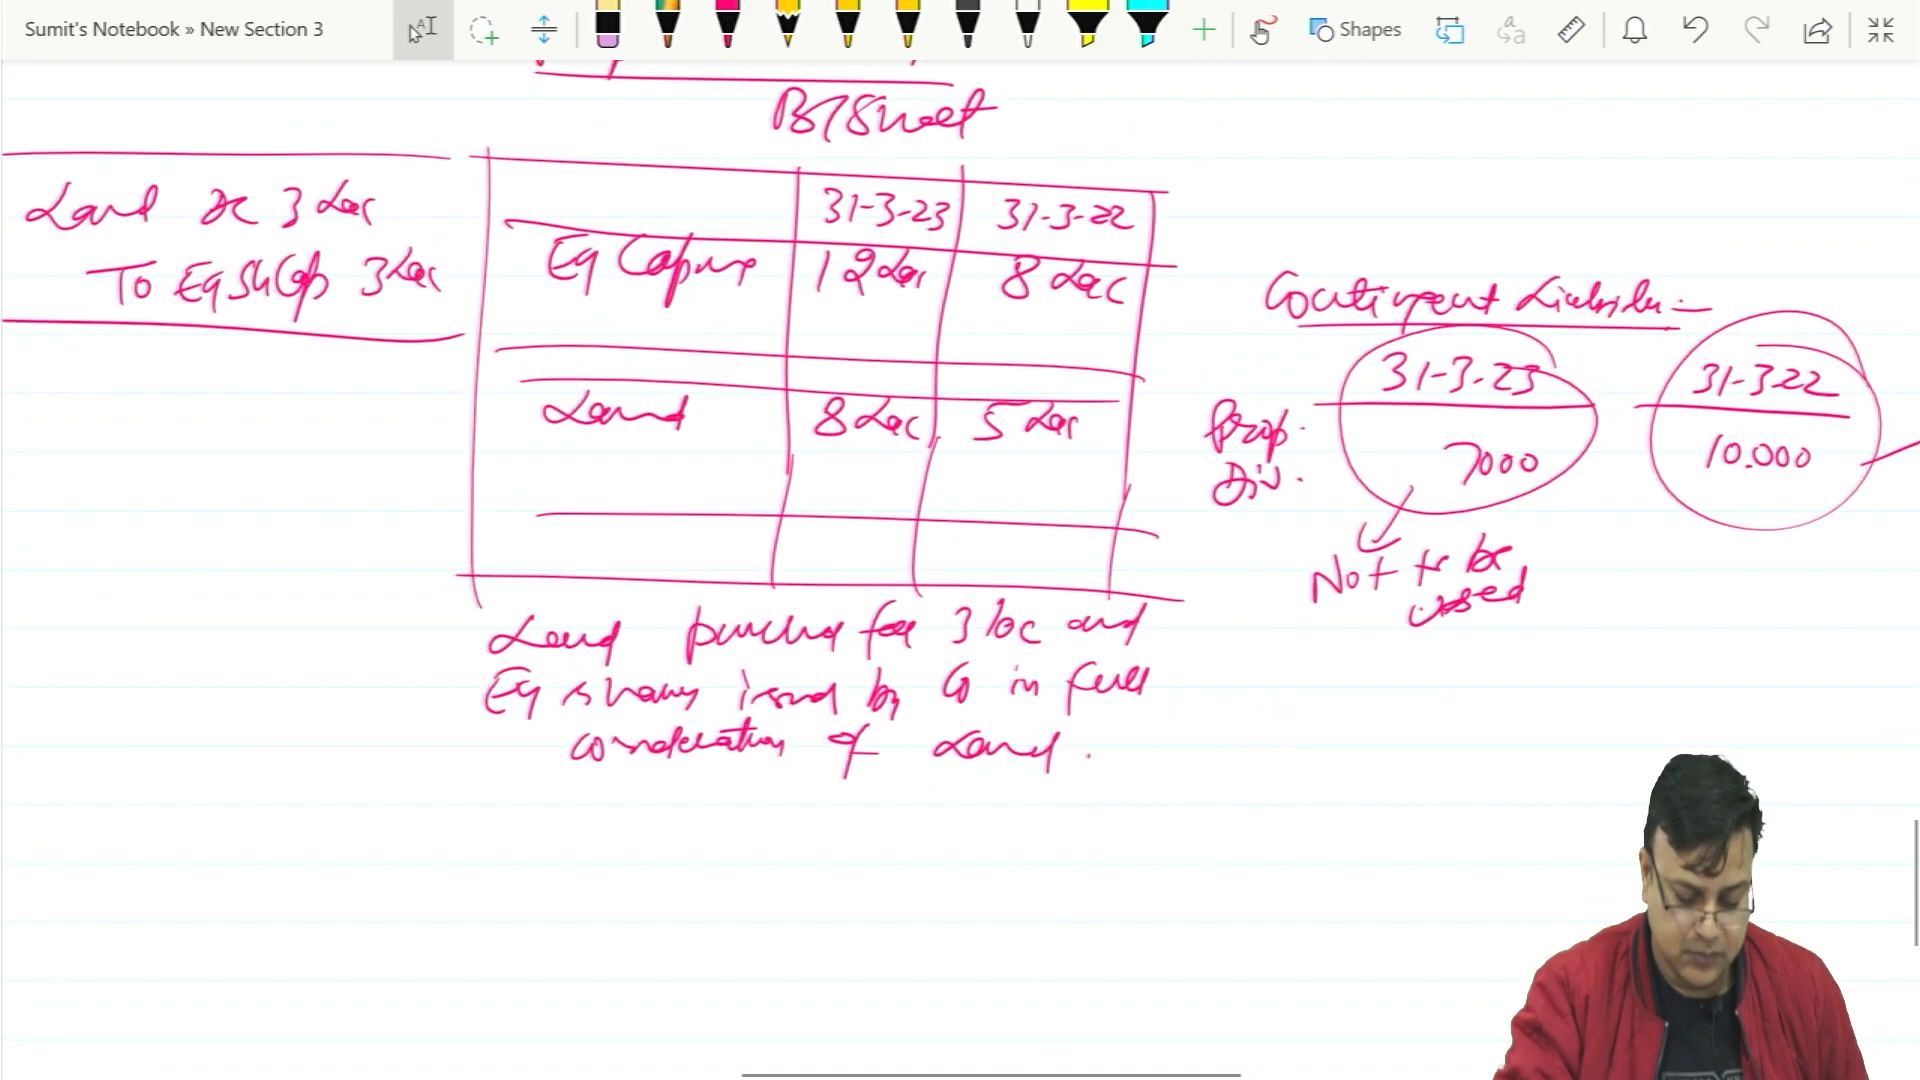 Sumit's Notebook » New Section 3
Shapes
B/Sheet
31-3-23 31-3-22
Eq Capital 12 Lac 8 Lac
Land 8 Lac 5 Lac
Land Dr 3 Lac
To Eq Sh Cap 3 Lac
Land purchased for 3 lac and
Eq shares issued by Co in full
consideration of Land.
Contingent Liabilities
31-3-23 31-3-22
Prop. 7000 10.000
Div.
Not to be
used